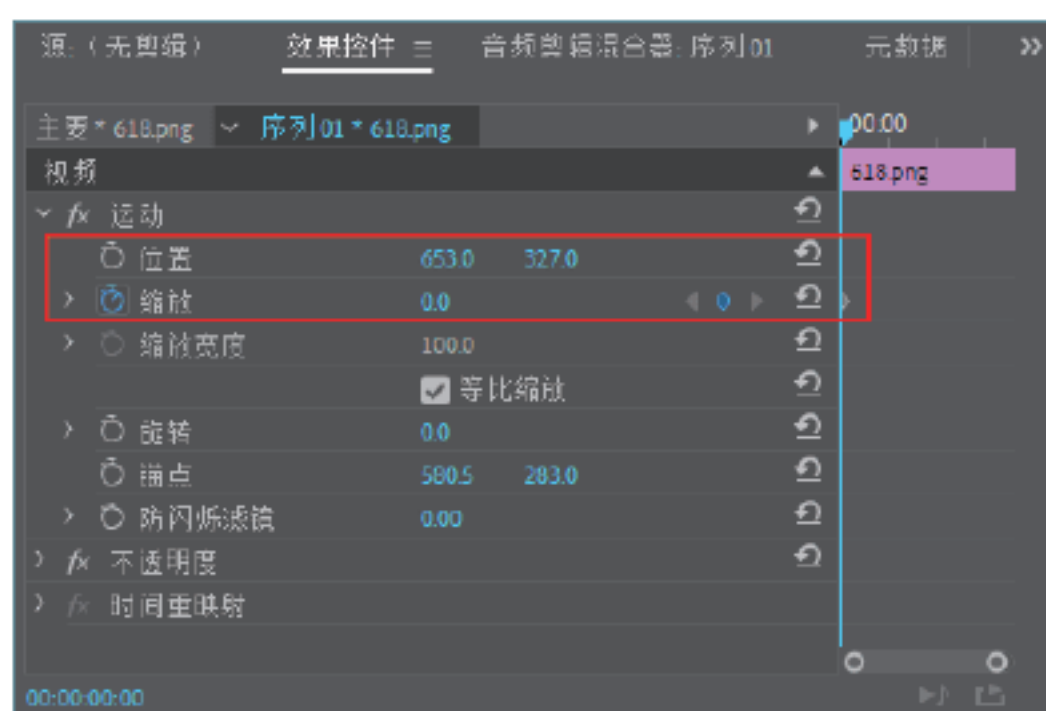 源:（无剪辑） 效果控件 ≡ 音频剪辑混合器:序列 01 元数据 »
主要 * 618.png 序列 01 * 618.png 00:00
视频 618.png
fx 运动
位置 653.0 327.0
缩放 0.0
缩放宽度 100.0
等比缩放
旋转 0.0
锚点 580.5 283.0
防闪烁滤镜 0.00
fx 不透明度
fx 时间重映射
00:00:00:00